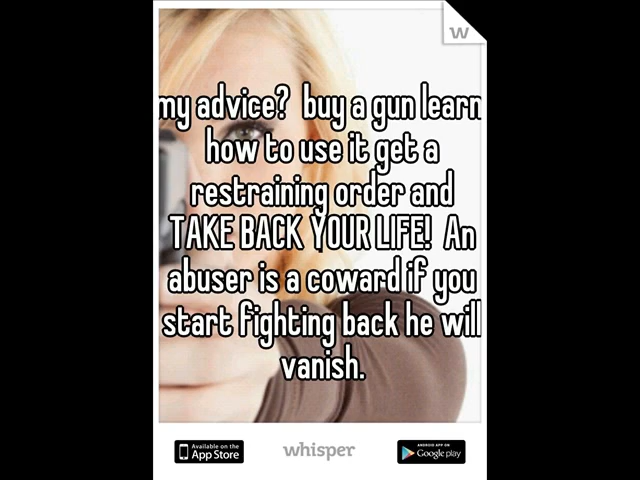 w
my advice?  buy a gun learn
how to use it get a
restraining order and
TAKE BACK YOUR LIFE!  An
abuser is a coward if you
start fighting back he will
vanish.
Available on the
App Store
whisper
ANDROID APP ON
Google play